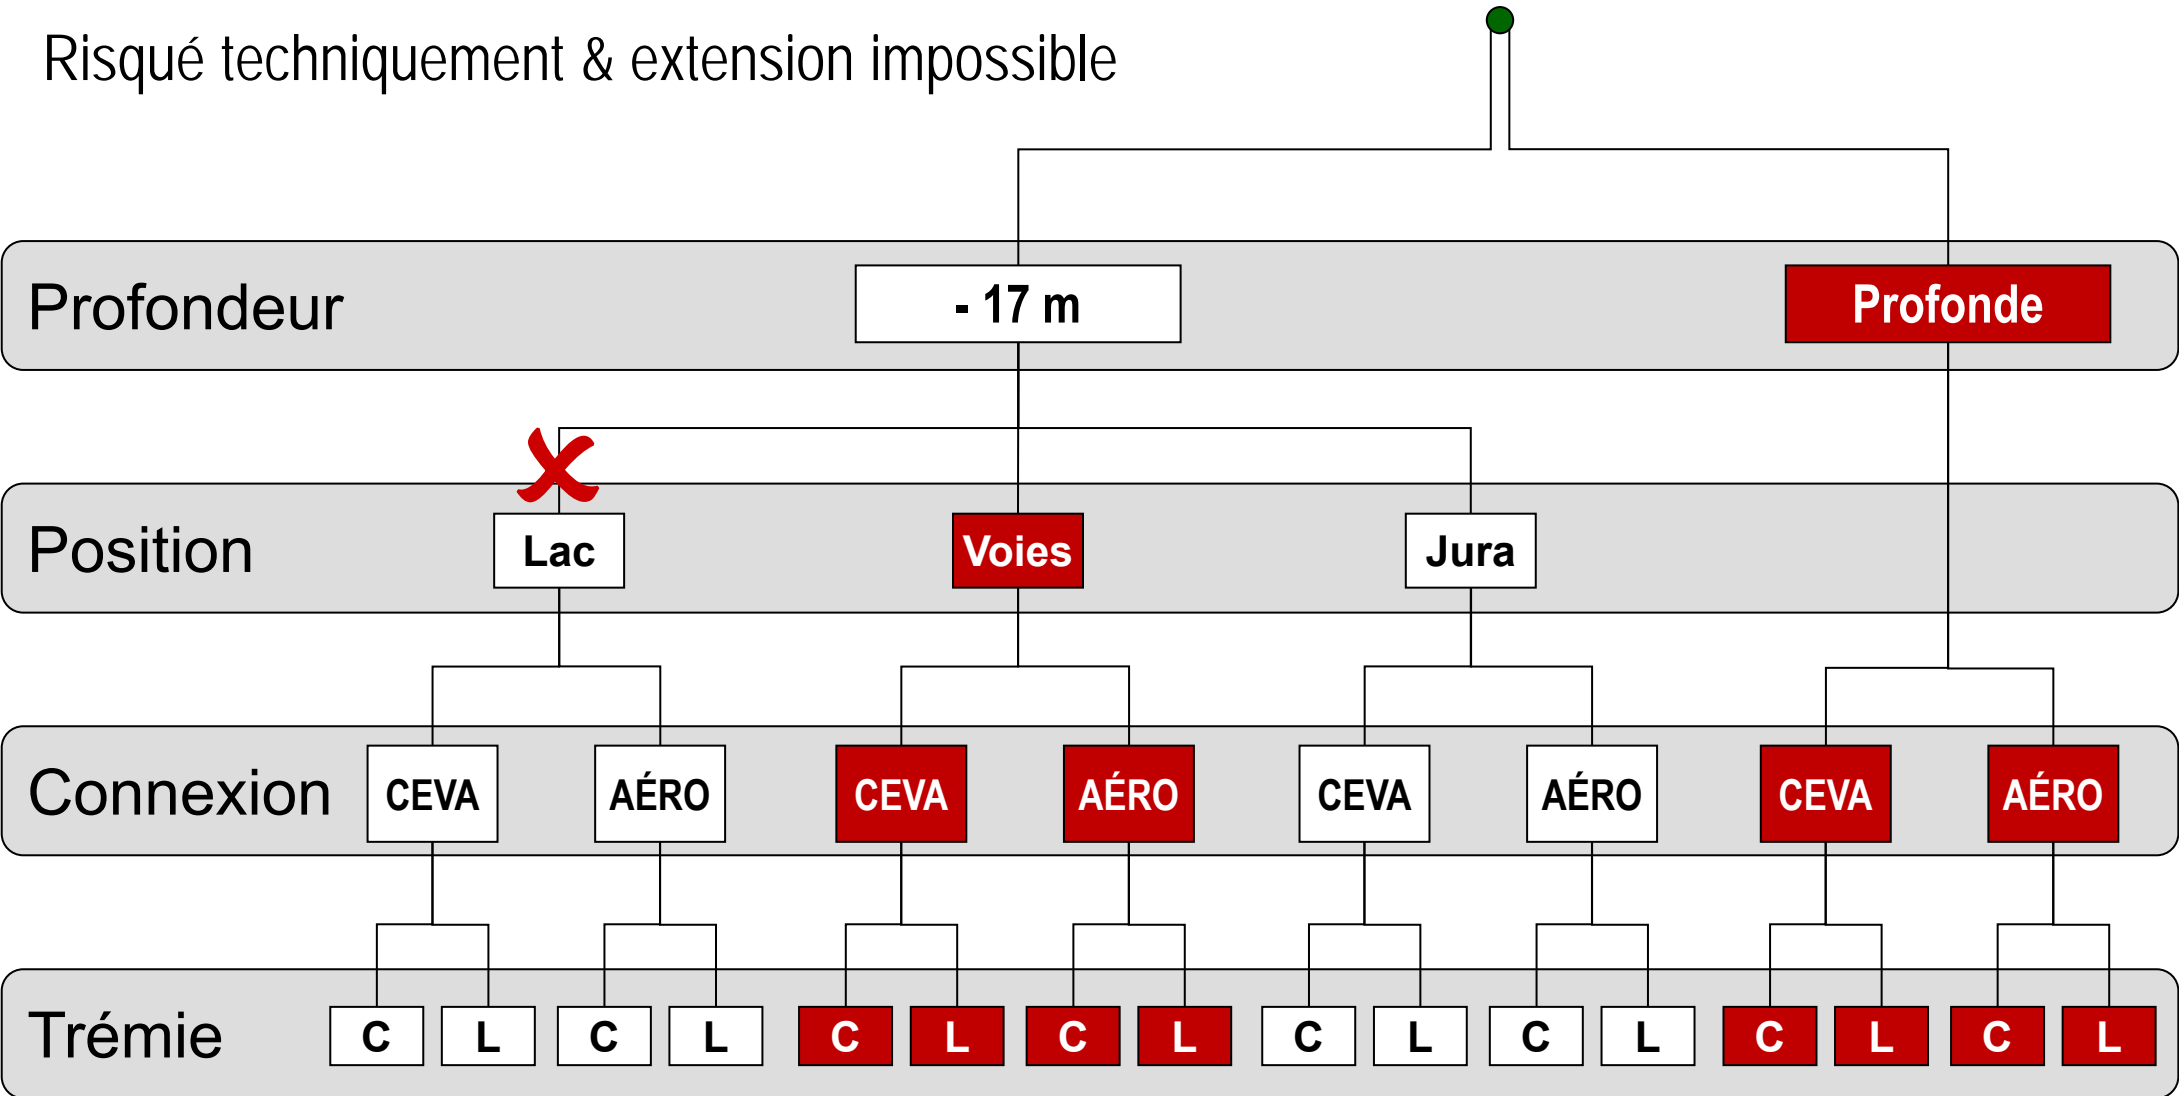 Risqué techniquement & extension impossible
Profondeur
- 17 m
Profonde
Position
Lac
Voies
Jura
Connexion
CEVA
AÉRO
CEVA
AÉRO
CEVA
AÉRO
CEVA
AÉRO
Trémie
C
L
C
L
C
L
C
L
C
L
C
L
C
L
C
L